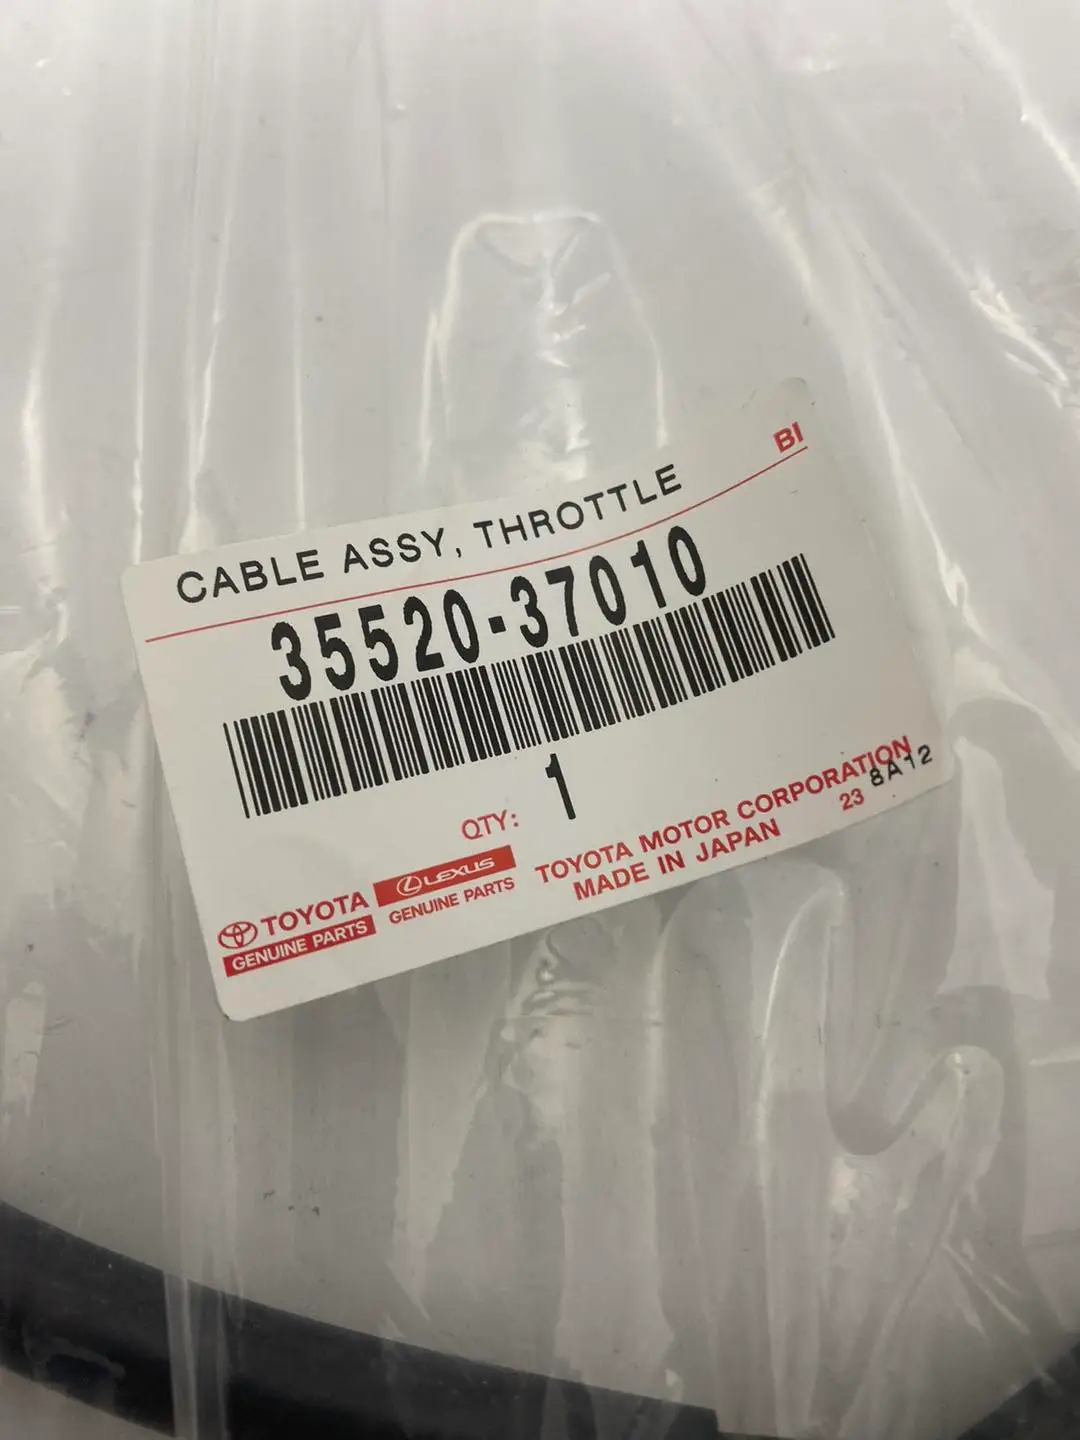 BI
CABLE ASSY, THROTTLE
35520-37010
QTY: 1
TOYOTA
GENUINE PARTS
LEXUS
GENUINE PARTS
TOYOTA MOTOR CORPORATION
MADE IN JAPAN
23 8A12